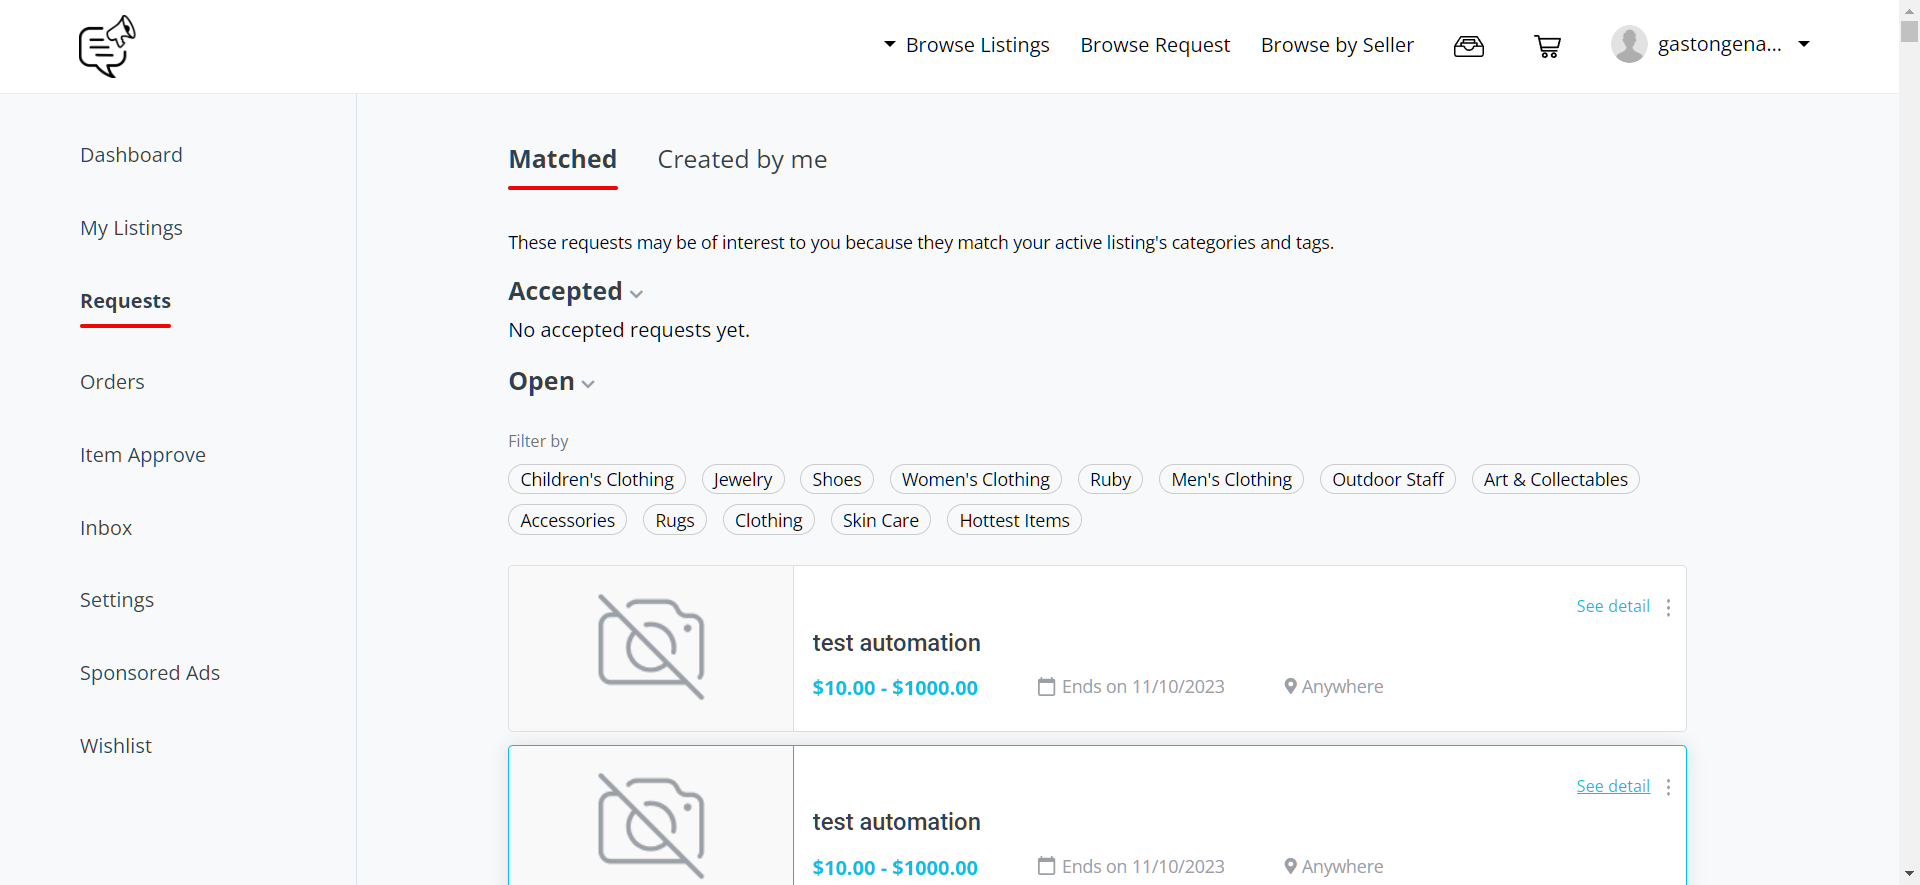 Browse Listings Browse Request Browse by Seller gastongena...
Dashboard
My Listings
Requests
Orders
Item Approve
Inbox
Settings
Sponsored Ads
Wishlist
Matched Created by me
These requests may be of interest to you because they match your active listing's categories and tags.
Accepted
No accepted requests yet.
Open
Filter by
Children's Clothing Jewelry Shoes Women's Clothing Ruby Men's Clothing Outdoor Staff Art & Collectables
Accessories Rugs Clothing Skin Care Hottest Items
See detail
test automation
$10.00 - $1000.00 Ends on 11/10/2023 Anywhere
See detail
test automation
$10.00 - $1000.00 Ends on 11/10/2023 Anywhere